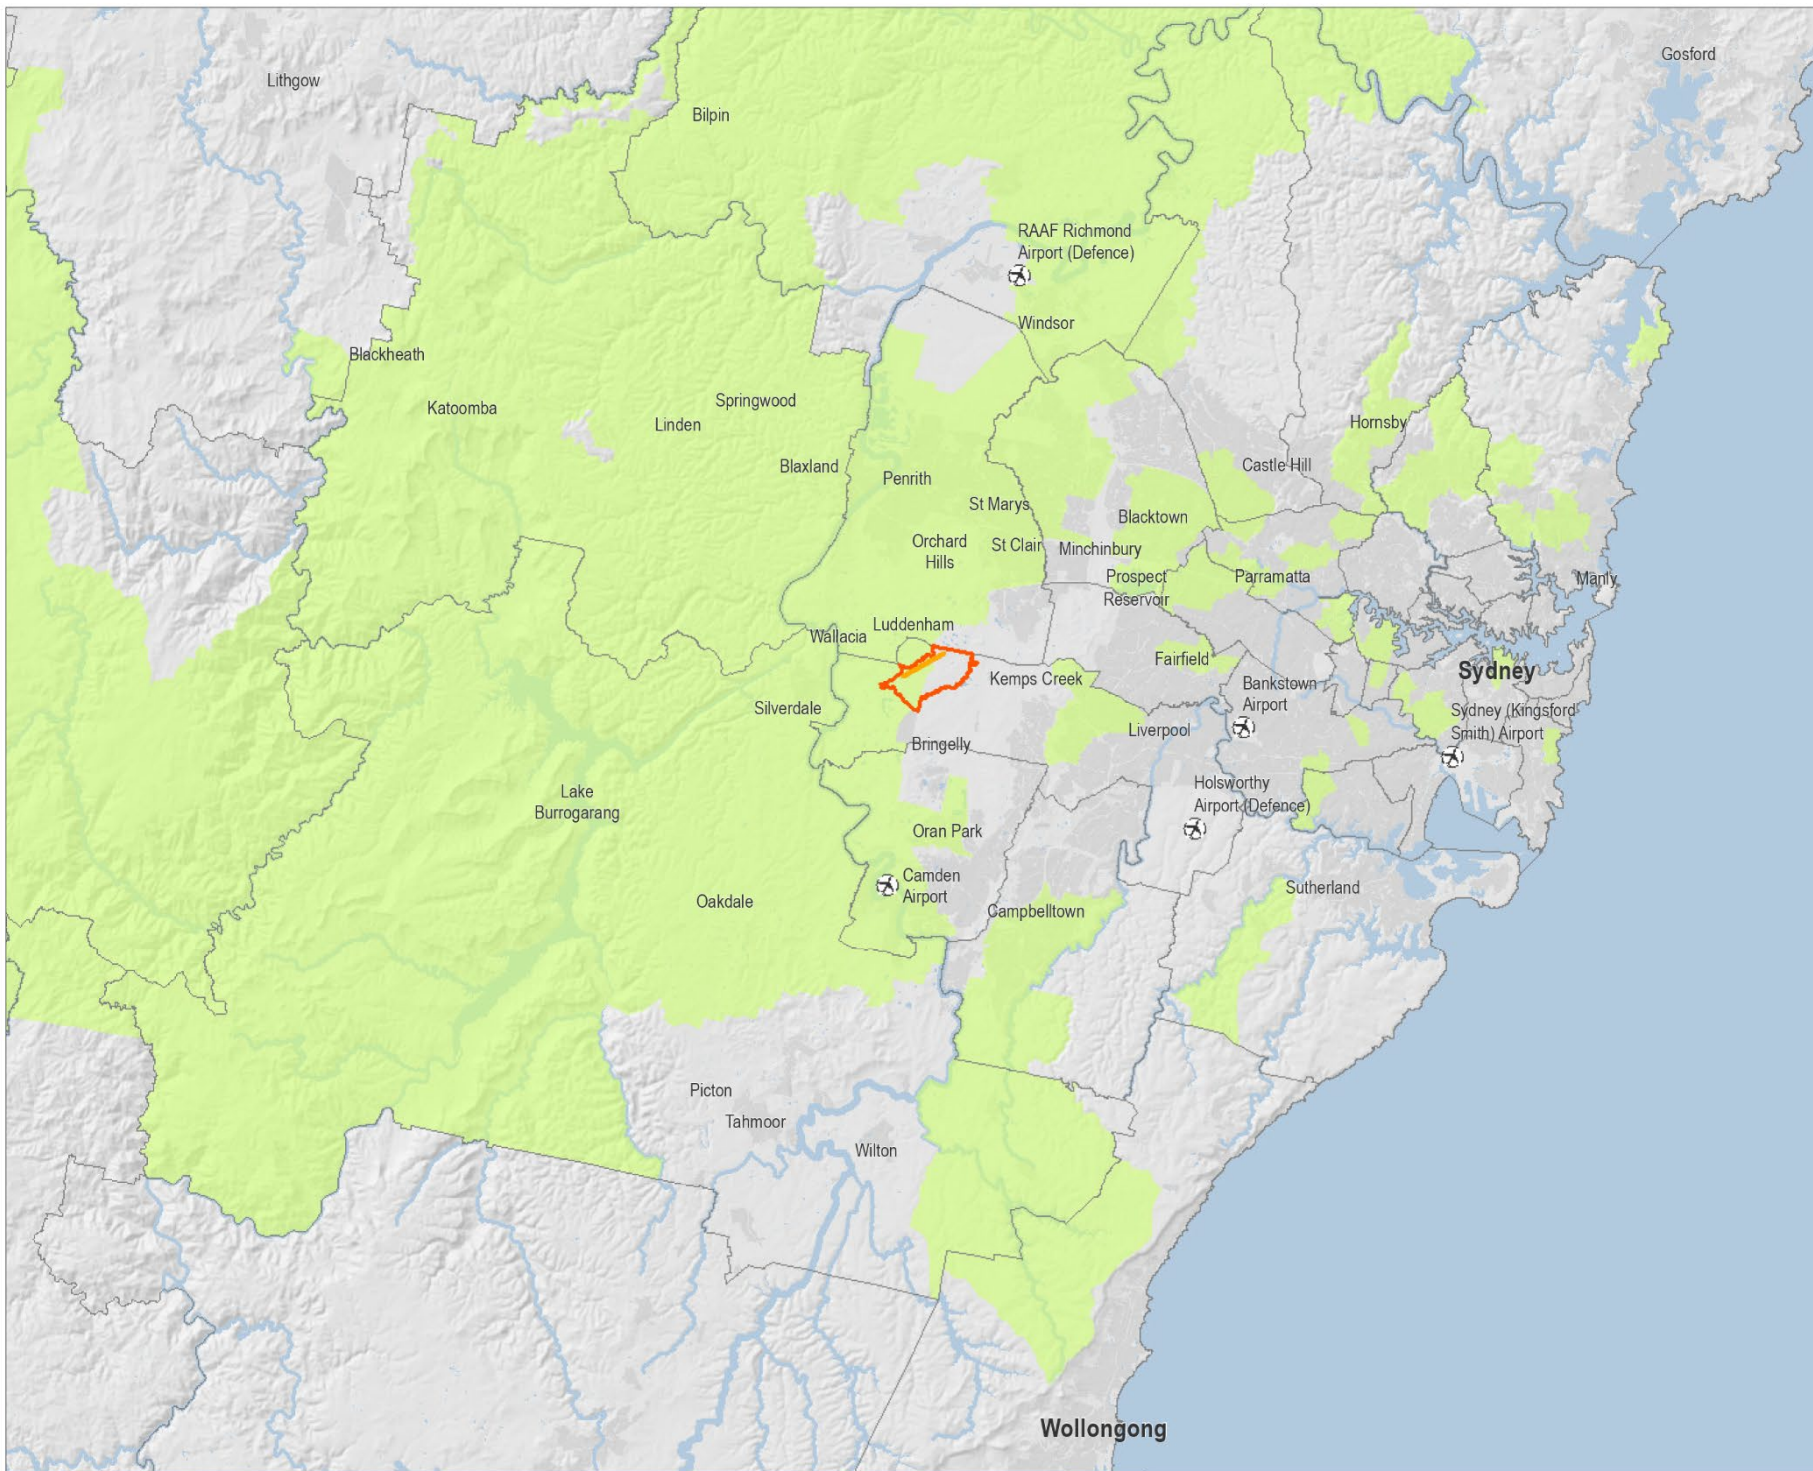 Gosford
Lithgow
Bilpin
RAAF Richmond
Airport (Defence)
Windsor
Blackheath
Katoomba
Springwood
Linden
Hornsby
Blaxland
Castle Hill
Penrith
St Marys
Blacktown
Orchard
Hills
St Clair
Minchinbury
Prospect
Reservoir
Parramatta
Manly
Luddenham
Wallacia
Fairfield
Sydney
Kemps Creek
Bankstown
Airport
Silverdale
Sydney (Kingsford
Smith) Airport
Liverpool
Bringelly
Lake
Burrogarang
Holsworthy
Airport (Defence)
Oran Park
Camden
Airport
Sutherland
Oakdale
Campbelltown
Picton
Tahmoor
Wilton
Wollongong